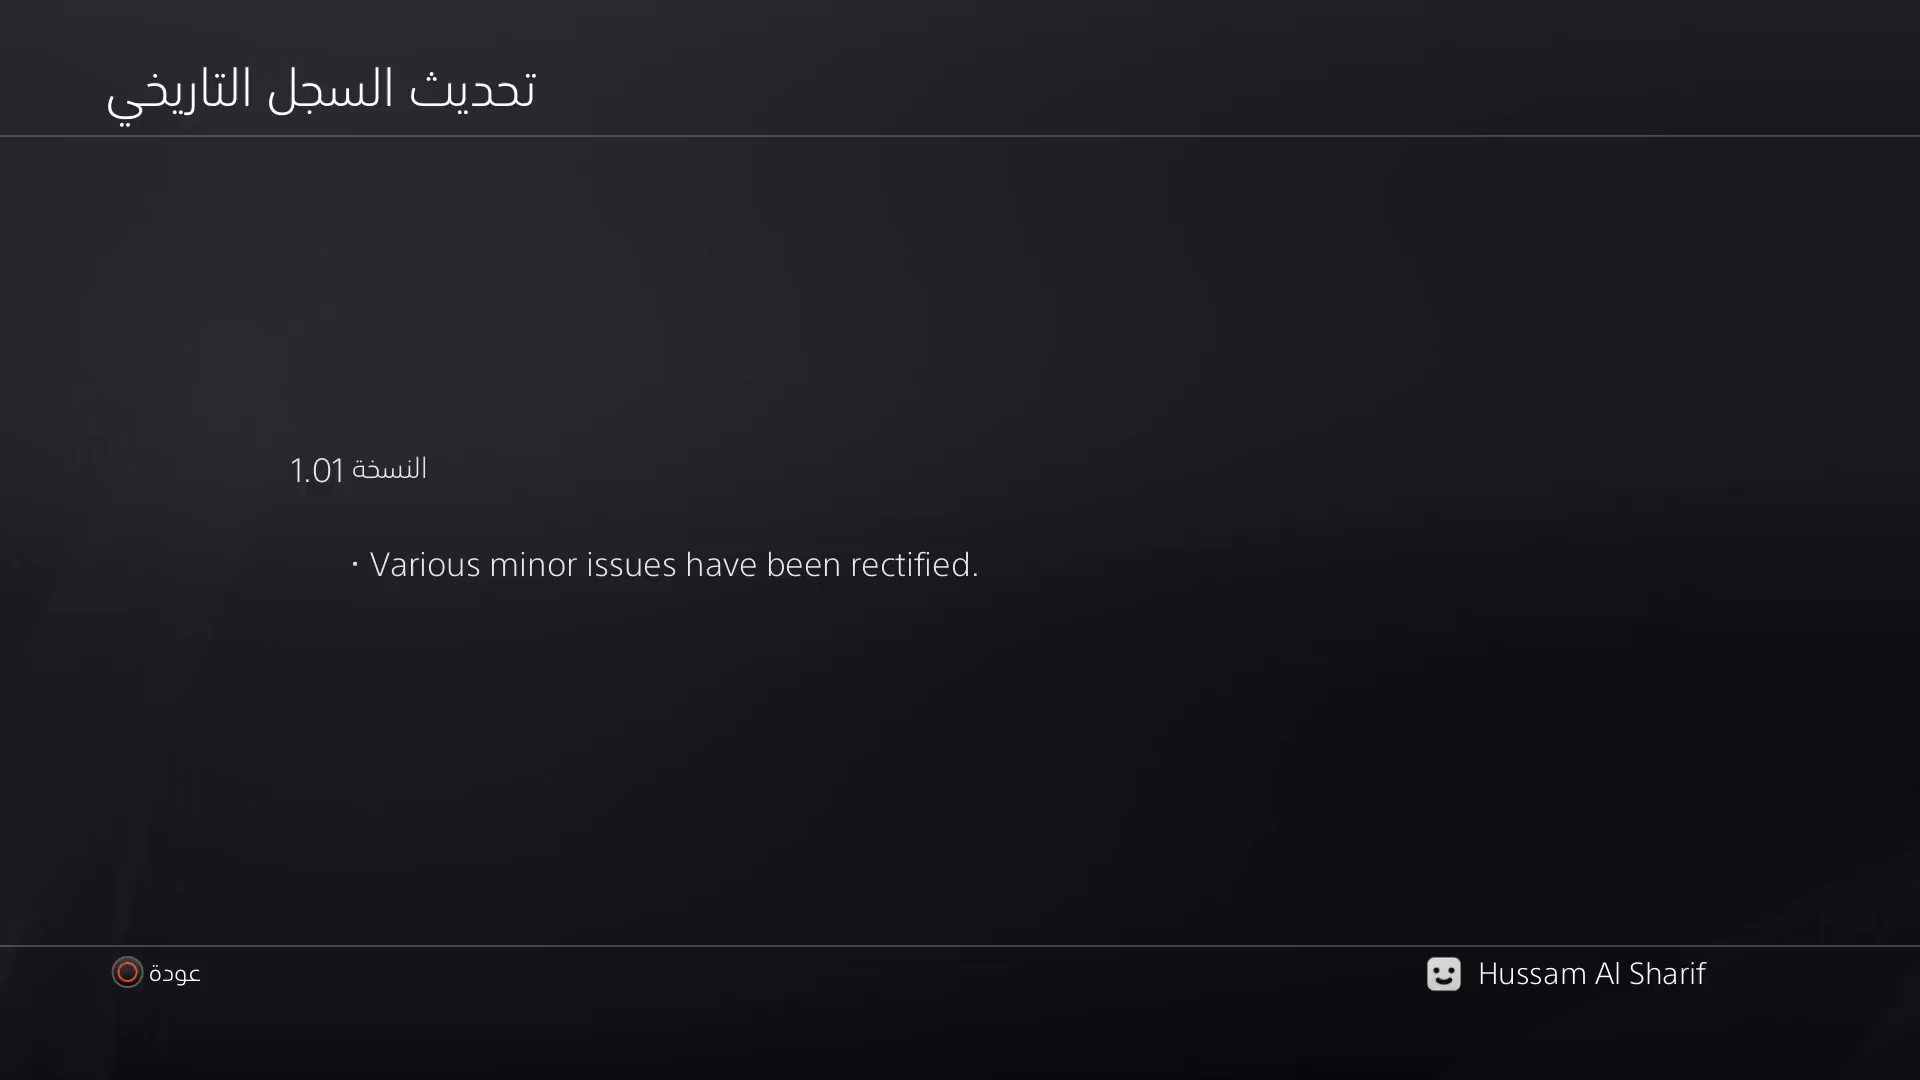 تحديث السجل التاريخي
النسخة 1.01
· Various minor issues have been rectified.
عودة
Hussam Al Sharif